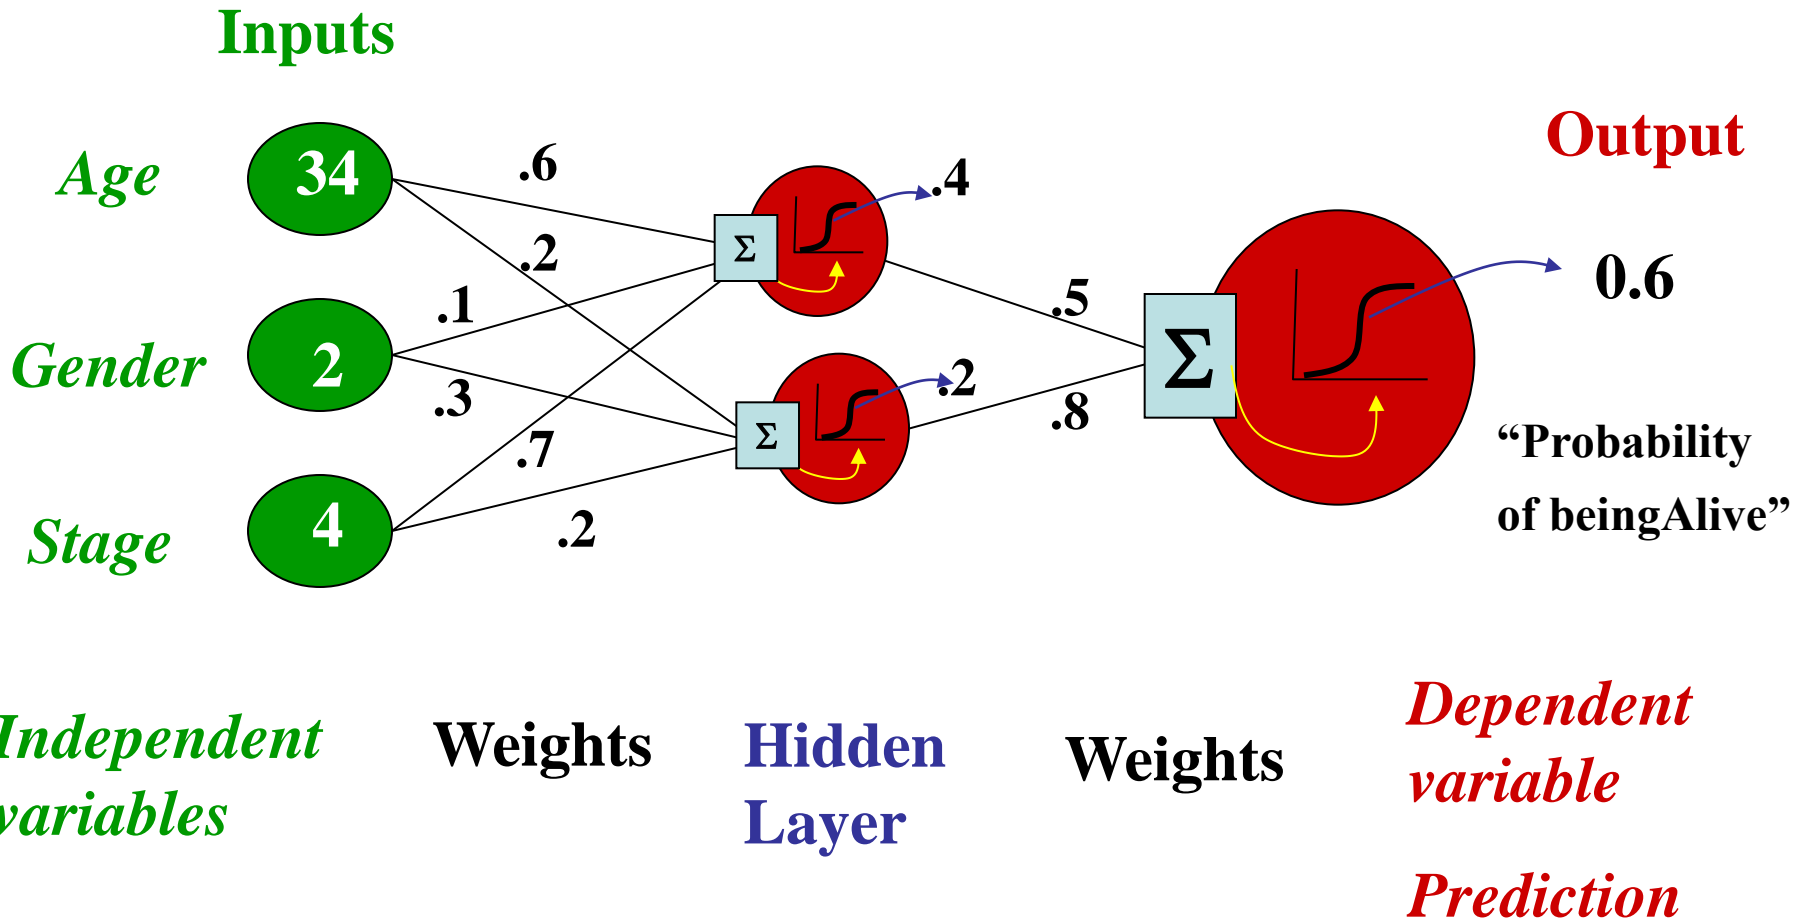 Inputs
Output
Age
34
.6
.4
Σ
.2
.1
.5
0.6
Gender
2
Σ
.3
.2
.8
Σ
.7
“Probability
of beingAlive”
Stage
4
.2
Independent
variables
Weights
Hidden
Layer
Weights
Dependent
variable
Prediction